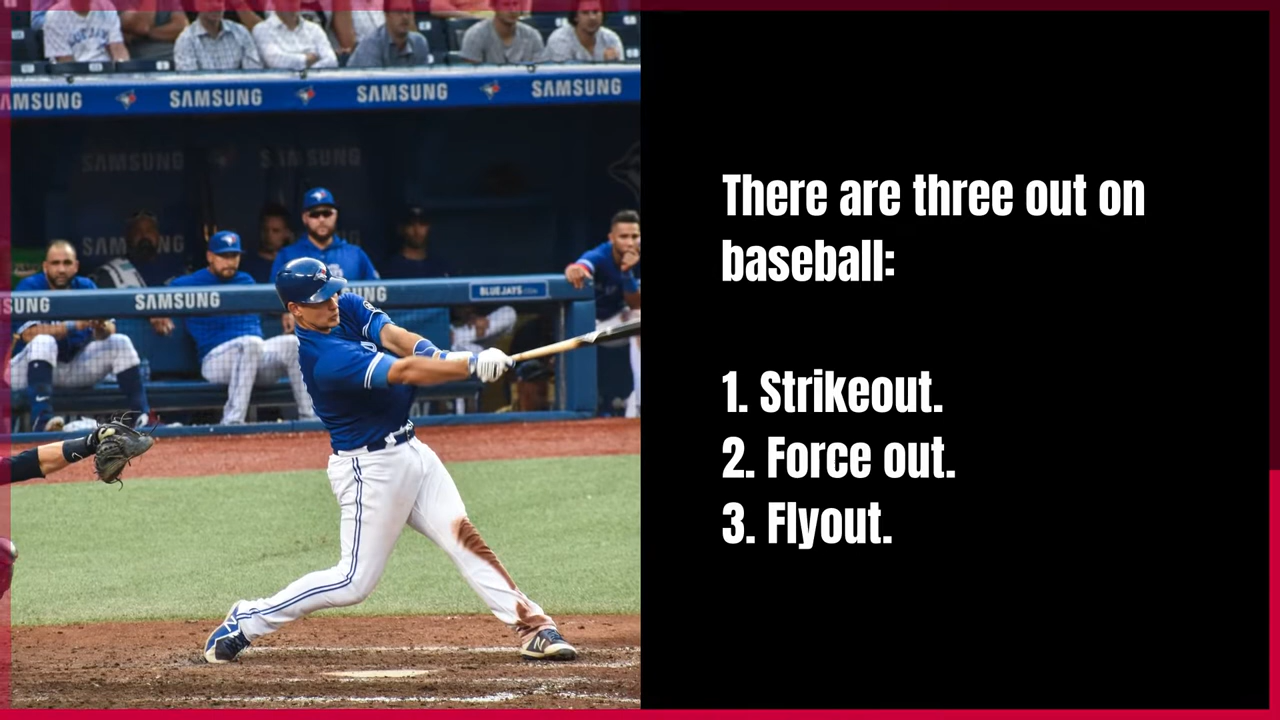 SAMSUNG SAMSUNG SAMSUNG SAMSUNG
SAMSUNG SAMSUNG
SAMSUNG
SAMSUNG
BLUEJAYS.COM
There are three out on
baseball:
1. Strikeout.
2. Force out.
3. Flyout.